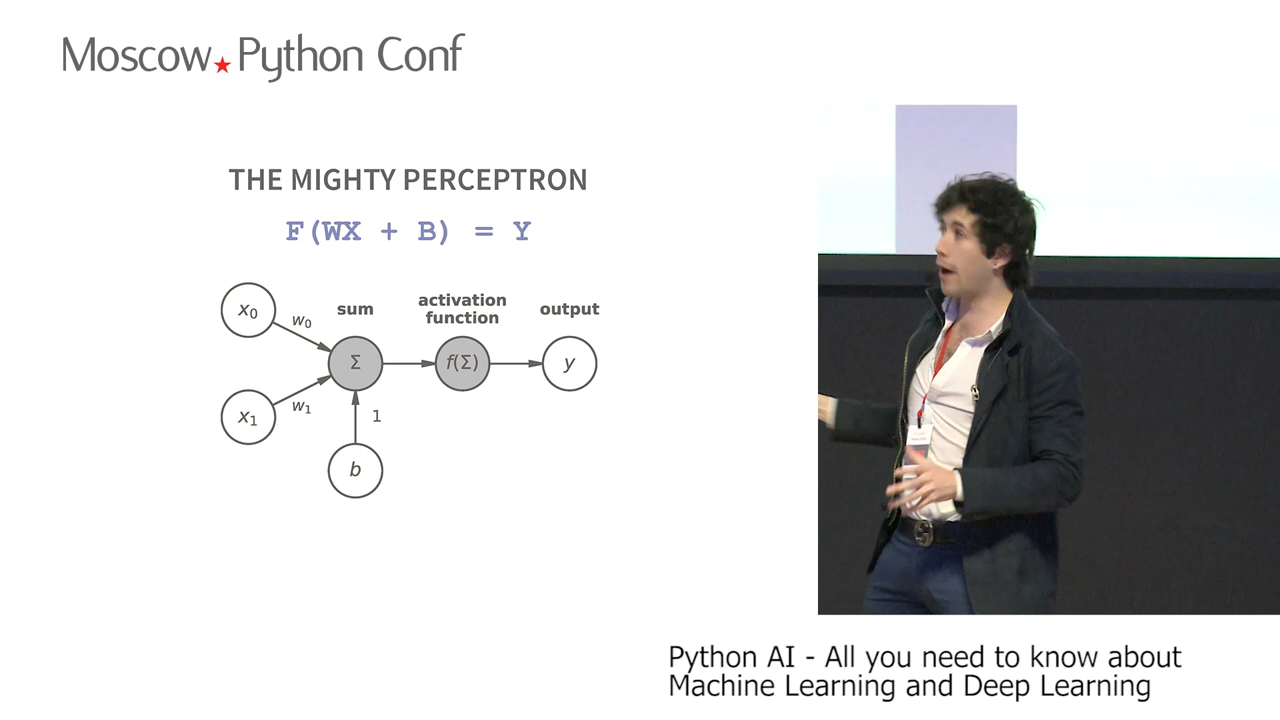 Moscow Python Conf
THE MIGHTY PERCEPTRON
F(WX + B) = Y
x0
w0
sum
activation
function
output
Σ
f(Σ)
y
x1
w1
1
b
Python AI - All you need to know about
Machine Learning and Deep Learning